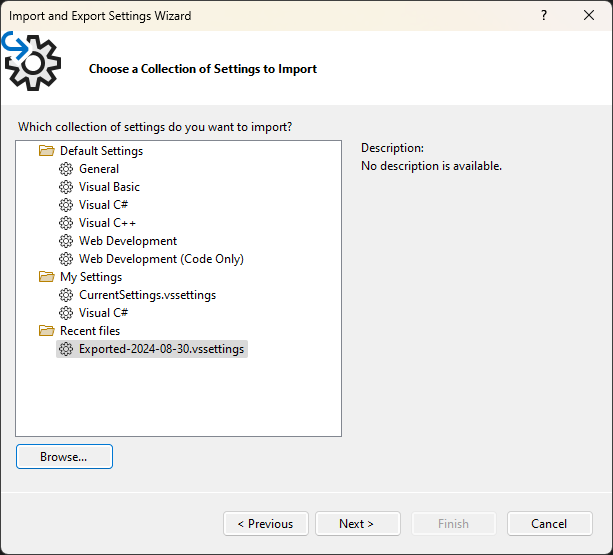 Import and Export Settings Wizard
?
Choose a Collection of Settings to Import
Which collection of settings do you want to import?
Default Settings
General
Visual Basic
Visual C#
Visual C++
Web Development
Web Development (Code Only)
My Settings
CurrentSettings.vssettings
Visual C#
Recent files
Exported-2024-08-30.vssettings
Description:
No description is available.
Browse...
< Previous
Next >
Finish
Cancel